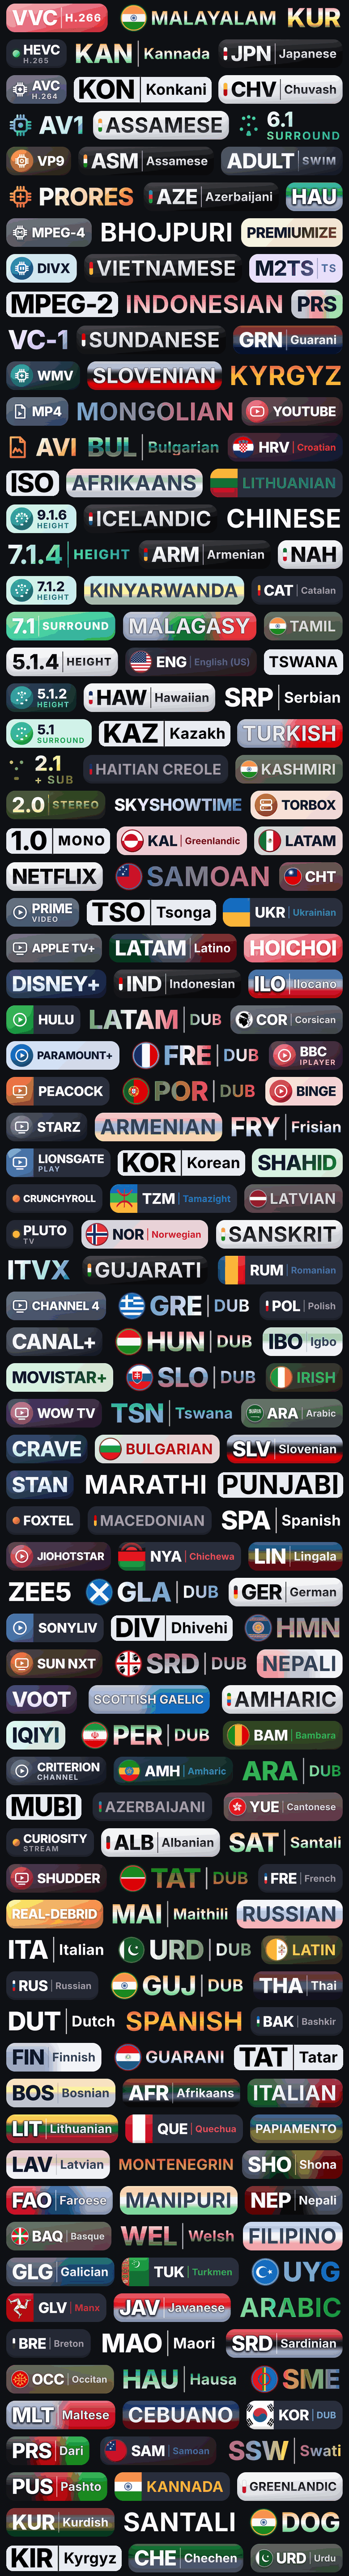 VVC | H.266 MALAYALAM KUR
HEVC H.265 KAN | Kannada JPN | Japanese
AVC H.264 KON | Konkani CHV | Chuvash
AV1 ASSAMESE 6.1 SURROUND
VP9 ASM | Assamese ADULT SWIM
PRORES AZE | Azerbaijani HAU
MPEG-4 BHOJPURI PREMIUMIZE
DIVX VIETNAMESE M2TS | TS
MPEG-2 INDONESIAN PRS
VC-1 SUNDANESE GRN | Guarani
WMV SLOVENIAN KYRGYZ
MP4 MONGOLIAN YOUTUBE
AVI BUL | Bulgarian HRV | Croatian
ISO AFRIKAANS LITHUANIAN
9.1.6 HEIGHT ICELANDIC CHINESE
7.1.4 | HEIGHT ARM | Armenian NAH
7.1.2 HEIGHT KINYARWANDA CAT | Catalan
7.1 | SURROUND MALAGASY TAMIL
5.1.4 | HEIGHT ENG | English (US) TSWANA
5.1.2 HEIGHT HAW | Hawaiian SRP | Serbian
5.1 SURROUND KAZ | Kazakh TURKISH
2.1 + SUB HAITIAN CREOLE KASHMIRI
2.0 | STEREO SKYSHOWTIME TORBOX
1.0 | MONO KAL | Greenlandic LATAM
NETFLIX SAMOAN CHT
PRIME VIDEO TSO | Tsonga UKR | Ukrainian
APPLE TV+ LATAM | Latino HOICHOI
DISNEY+ IND | Indonesian ILO | Ilocano
HULU LATAM | DUB COR | Corsican
PARAMOUNT+ FRE | DUB BBC IPLAYER
PEACOCK POR | DUB BINGE
STARZ ARMENIAN FRY | Frisian
LIONSGATE PLAY KOR | Korean SHAHID
CRUNCHYROLL TZM | Tamazight LATVIAN
PLUTO TV NOR | Norwegian SANSKRIT
ITVX GUJARATI RUM | Romanian
CHANNEL 4 GRE | DUB POL | Polish
CANAL+ HUN | DUB IBO | Igbo
MOVISTAR+ SLO | DUB IRISH
WOW TV TSN | Tswana ARA | Arabic
CRAVE BULGARIAN SLV | Slovenian
STAN MARATHI PUNJABI
FOXTEL MACEDONIAN SPA | Spanish
JIOHOTSTAR NYA | Chichewa LIN | Lingala
ZEE5 GLA | DUB GER | German
SONYLIV DIV | Dhivehi HMN
SUN NXT SRD | DUB NEPALI
VOOT SCOTTISH GAELIC AMHARIC
IQIYI PER | DUB BAM | Bambara
CRITERION CHANNEL AMH | Amharic ARA | DUB
MUBI AZERBAIJANI YUE | Cantonese
CURIOSITY STREAM ALB | Albanian SAT | Santali
SHUDDER TAT | DUB FRE | French
REAL-DEBRID MAI | Maithili RUSSIAN
ITA | Italian URD | DUB LATIN
RUS | Russian GUJ | DUB THA | Thai
DUT | Dutch SPANISH BAK | Bashkir
FIN | Finnish GUARANI TAT | Tatar
BOS | Bosnian AFR | Afrikaans ITALIAN
LIT | Lithuanian QUE | Quechua PAPIAMENTO
LAV | Latvian MONTENEGRIN SHO | Shona
FAO | Faroese MANIPURI NEP | Nepali
BAQ | Basque WEL | Welsh FILIPINO
GLG | Galician TUK | Turkmen UYG
GLV | Manx JAV | Javanese ARABIC
BRE | Breton MAO | Maori SRD | Sardinian
OCC | Occitan HAU | Hausa SME
MLT | Maltese CEBUANO KOR | DUB
PRS | Dari SAM | Samoan SSW | Swati
PUS | Pashto KANNADA GREENLANDIC
KUR | Kurdish SANTALI DOG
KIR | Kyrgyz CHE | Chechen URD | Urdu